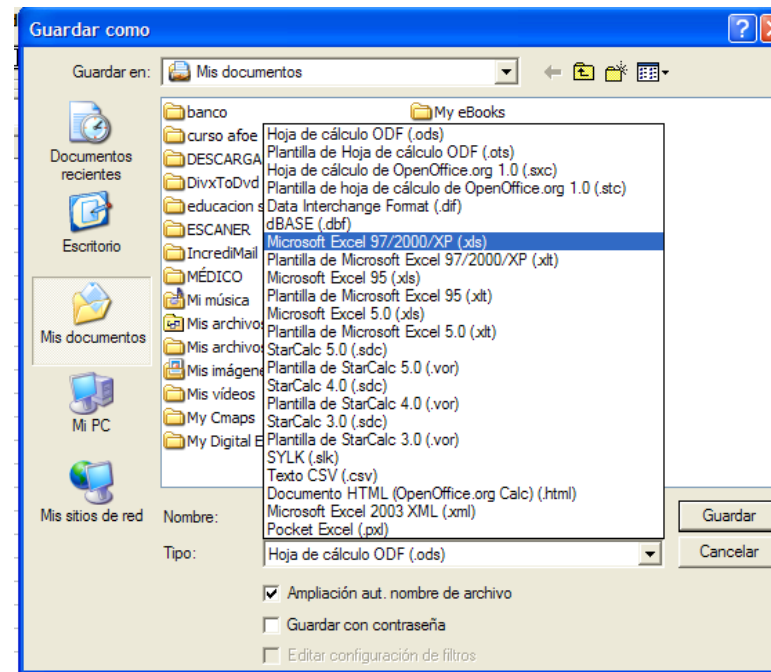 Guardar como
Guardar en:
Mis documentos
Documentos
recientes
Escritorio
Mis documentos
Mi PC
Mis sitios de red
banco
My eBooks
curso afoe
DESCARGA
DivxToDvd
educacion s
ESCANER
IncrediMail
MÉDICO
Mi música
Mis archivos
Mis archivos
Mis imágene
Mis vídeos
My Cmaps
My Digital E
Hoja de cálculo ODF (.ods)
Plantilla de Hoja de cálculo ODF (.ots)
Hoja de cálculo de OpenOffice.org 1.0 (.sxc)
Plantilla de hoja de cálculo de OpenOffice.org 1.0 (.stc)
Data Interchange Format (.dif)
dBASE (.dbf)
Microsoft Excel 97/2000/XP (.xls)
Plantilla de Microsoft Excel 97/2000/XP (.xlt)
Microsoft Excel 95 (.xls)
Plantilla de Microsoft Excel 95 (.xlt)
Microsoft Excel 5.0 (.xls)
Plantilla de Microsoft Excel 5.0 (.xlt)
StarCalc 5.0 (.sdc)
Plantilla de StarCalc 5.0 (.vor)
StarCalc 4.0 (.sdc)
Plantilla de StarCalc 4.0 (.vor)
StarCalc 3.0 (.sdc)
Plantilla de StarCalc 3.0 (.vor)
SYLK (.slk)
Texto CSV (.csv)
Documento HTML (OpenOffice.org Calc) (.html)
Microsoft Excel 2003 XML (.xml)
Pocket Excel (.pxl)
Nombre:
Guardar
Tipo:
Hoja de cálculo ODF (.ods)
Cancelar
Ampliación aut. nombre de archivo
Guardar con contraseña
Editar configuración de filtros